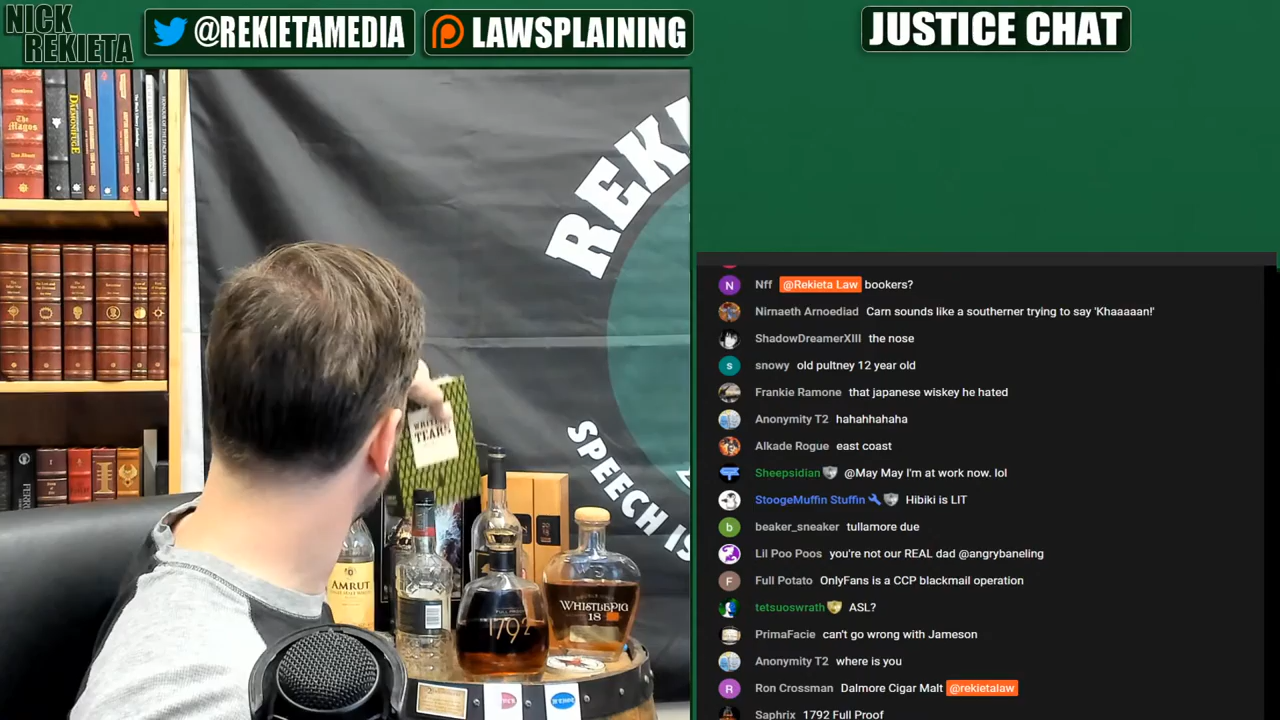 NICK
REKIETA
@REKIETAMEDIA
LAWSPLAINING
JUSTICE CHAT
The
Magos
REKI
SPEECH IS
TEARS
AMRUT
FULL PROOF
1792
WHISTLEPIG
18
N Nff @Rekieta Law bookers?
Nirnaeth Arnoediad Carn sounds like a southerner trying to say 'Khaaaaan!'
ShadowDreamerXIII the nose
s snowy old pultney 12 year old
Frankie Ramone that japanese wiskey he hated
Anonymity T2 hahahhahaha
Alkade Rogue east coast
Sheepsidian @May May I'm at work now. lol
StoogeMuffin Stuffin Hibiki is LIT
b beaker_sneaker tullamore due
Lil Poo Poos you're not our REAL dad @angrybaneling
F Full Potato OnlyFans is a CCP blackmail operation
tetsuoswrath ASL?
PrimaFacie can't go wrong with Jameson
Anonymity T2 where is you
R Ron Crossman Dalmore Cigar Malt @rekietalaw
Saphrix 1792 Full Proof